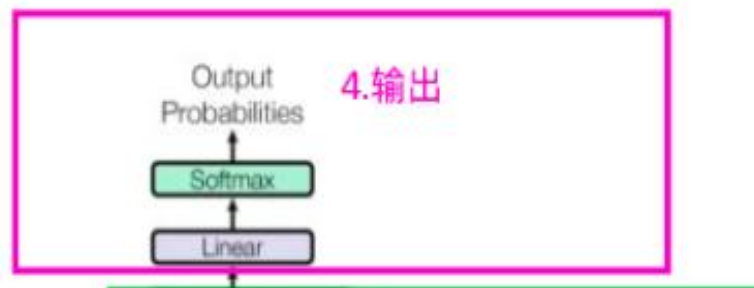 Output
Probabilities
4.输出
Softmax
Linear